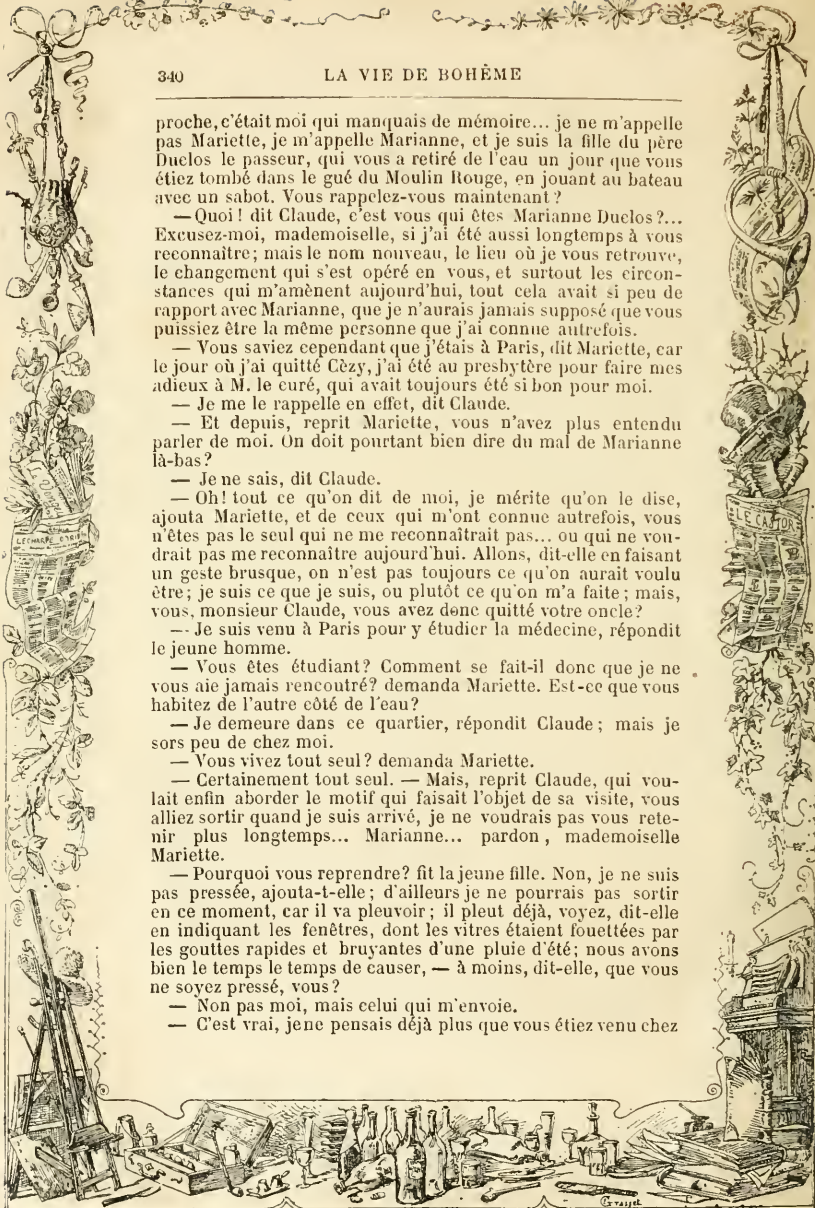 340
LA VIE DE BOHÈME
proche, c'était moi qui manquais de mémoire... je ne m'appelle
pas Mariette, je m'appelle Marianne, et je suis la fille du père
Duclos le passeur, qui vous a retiré de l'eau un jour que vous
étiez tombé dans le gué du Moulin Rouge, en jouant au bateau
avec un sabot. Vous rappelez-vous maintenant?
— Quoi! dit Claude, c'est vous qui êtes Marianne Duclos?...
Excusez-moi, mademoiselle, si j'ai été aussi longtemps à vous
reconnaître; mais le nom nouveau, le lieu où je vous retrouve,
le changement qui s'est opéré en vous, et surtout les circon-
stances qui m'amènent aujourd'hui, tout cela avait si peu de
rapport avec Marianne, que je n'aurais jamais supposé que vous
puissiez être la même personne que j'ai connue autrefois.
— Vous saviez cependant que j'étais à Paris, dit Mariette, car
le jour où j'ai quitté Cèzy, j'ai été au presbytère pour faire mes
adieux à M. le curé, qui avait toujours été si bon pour moi.
— Je me le rappelle en effet, dit Claude.
— Et depuis, reprit Mariette, vous n'avez plus entendu
parler de moi. On doit pourtant bien dire du mal de Marianne
là-bas?
— Je ne sais, dit Claude.
— Oh! tout ce qu'on dit de moi, je mérite qu'on le dise,
ajouta Mariette, et de ceux qui m'ont connue autrefois, vous
n'êtes pas le seul qui ne me reconnaîtrait pas... ou qui ne vou-
drait pas me reconnaître aujourd'hui. Allons, dit-elle en faisant
un geste brusque, on n'est pas toujours ce qu'on aurait voulu
être; je suis ce que je suis, ou plutôt ce qu'on m'a faite; mais,
vous, monsieur Claude, vous avez donc quitté votre oncle?
— Je suis venu à Paris pour y étudier la médecine, répondit
le jeune homme.
— Vous êtes étudiant? Comment se fait-il donc que je ne
vous aie jamais rencoutré? demanda Mariette. Est-ce que vous
habitez de l'autre côté de l'eau?
— Je demeure dans ce quartier, répondit Claude; mais je
sors peu de chez moi.
— Vous vivez tout seul? demanda Mariette.
— Certainement tout seul. — Mais, reprit Claude, qui vou-
lait enfin aborder le motif qui faisait l'objet de sa visite, vous
alliez sortir quand je suis arrivé, je ne voudrais pas vous rete-
nir plus longtemps... Marianne... pardon, mademoiselle
Mariette.
— Pourquoi vous reprendre? fit la jeune fille. Non, je ne suis
pas pressée, ajouta-t-elle; d'ailleurs je ne pourrais pas sortir
en ce moment, car il va pleuvoir; il pleut déjà, voyez, dit-elle
en indiquant les fenêtres, dont les vitres étaient fouettées par
les gouttes rapides et bruyantes d'une pluie d'été; nous avons
bien le temps le temps de causer, — à moins, dit-elle, que vous
ne soyez pressé, vous?
— Non pas moi, mais celui qui m'envoie.
— C'est vrai, je ne pensais déjà plus que vous étiez venu chez
LECHARPE D'IRIS
LE CASTOR
Grasset